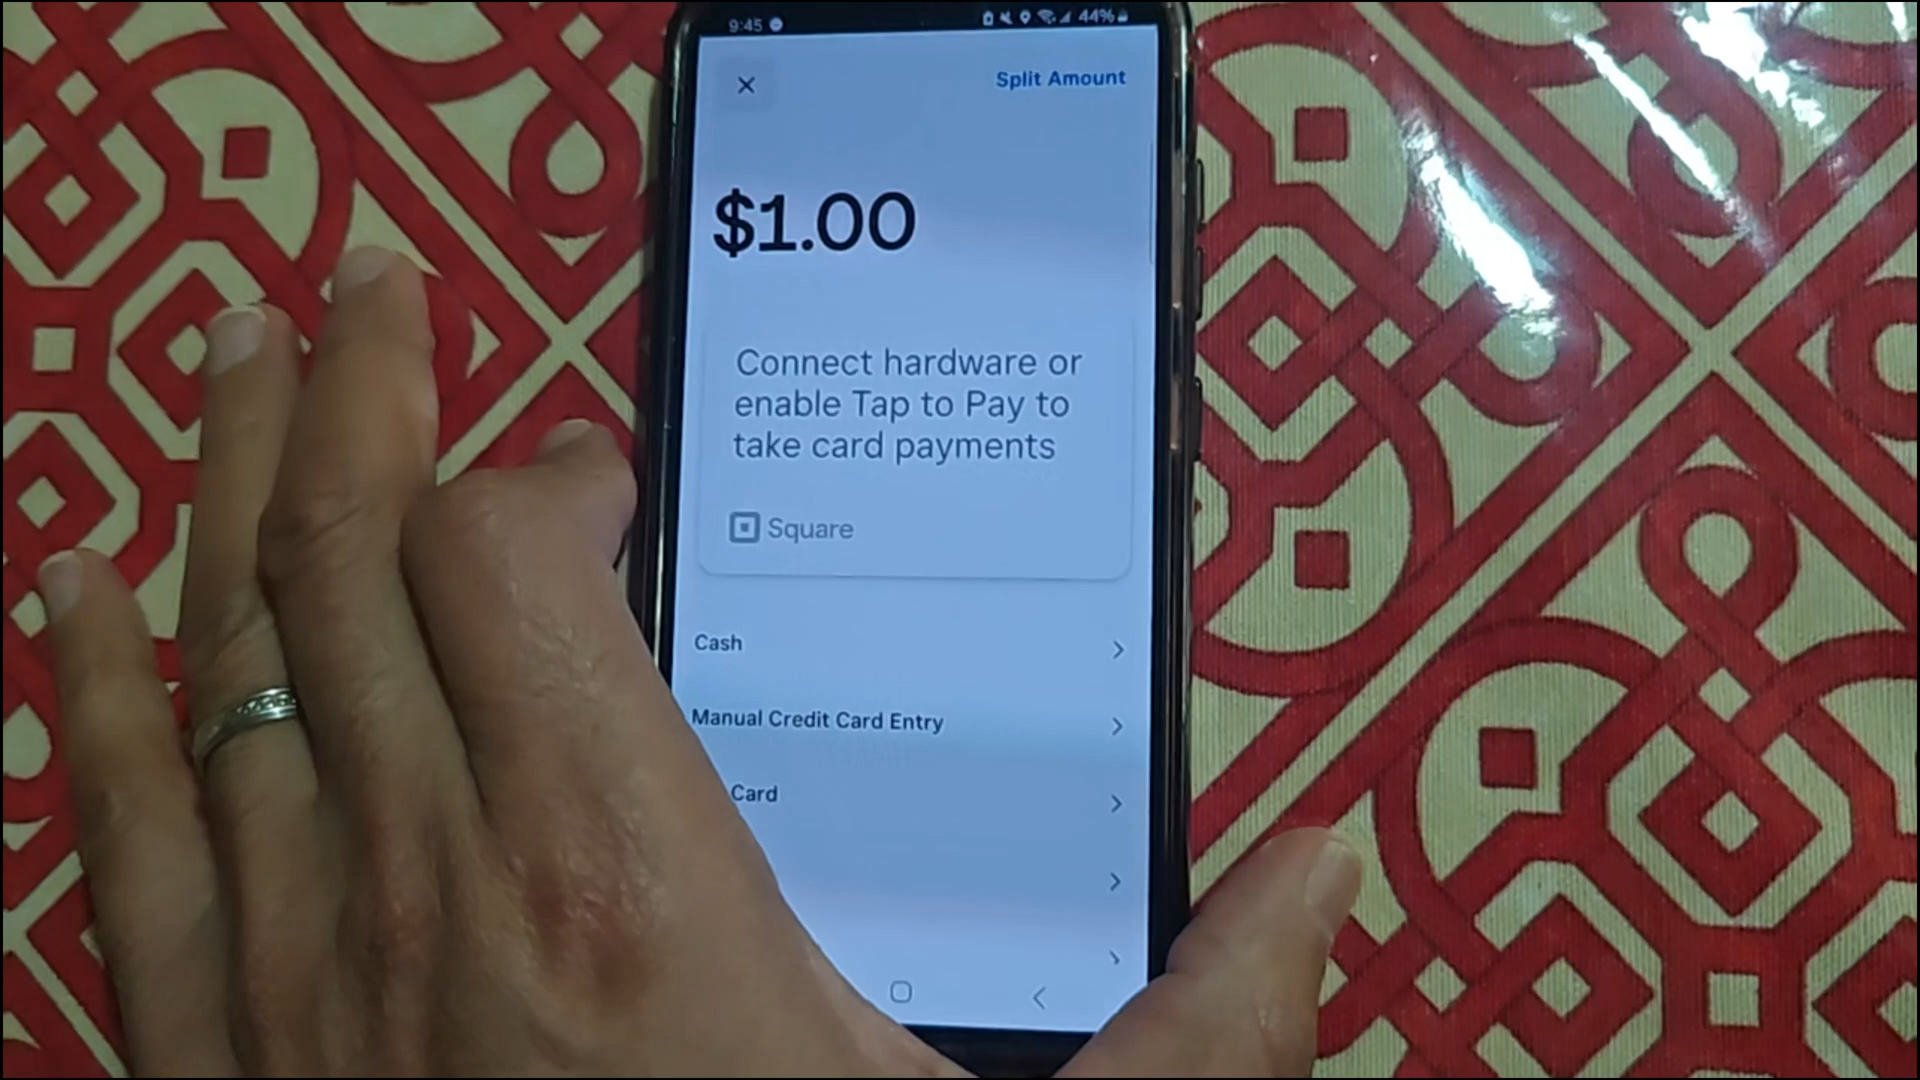 9:45
44%
Split Amount
$1.00
Connect hardware or
enable Tap to Pay to
take card payments
Square
Cash
Manual Credit Card Entry
Card